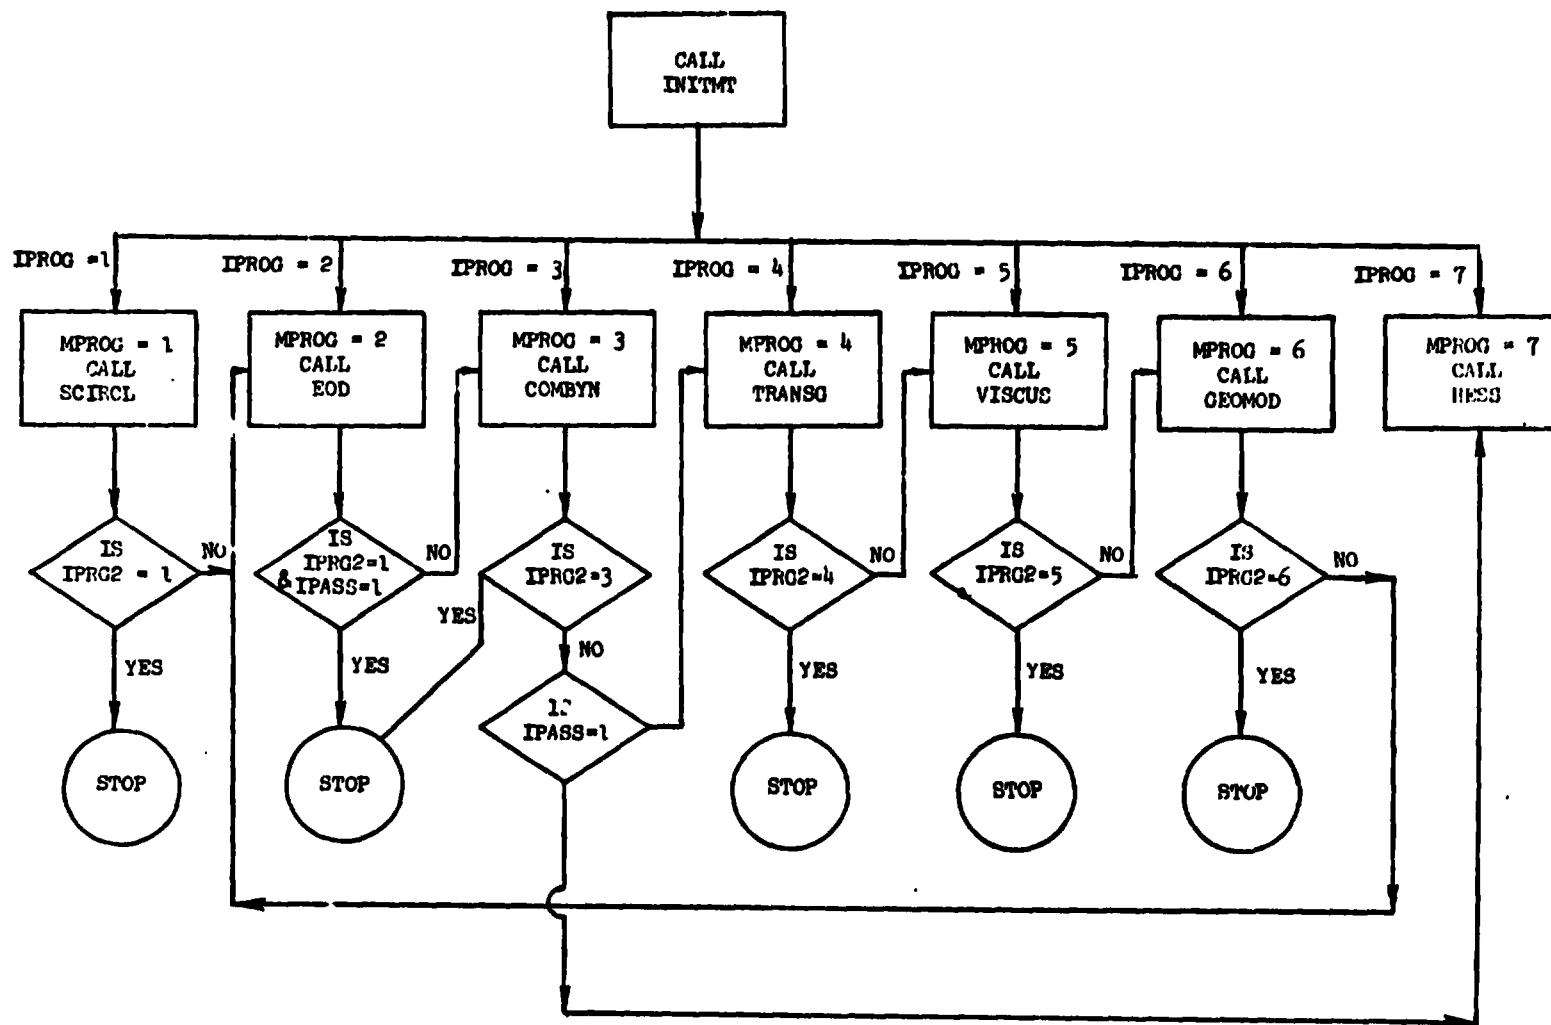 CALL
INITMT
IPROG = 1
IPROG = 2
IPROG = 3
IPROG = 4
IPROG = 5
IPROG = 6
IPROG = 7
MPROG = 1
CALL
SCIRCL
MPROG = 2
CALL
EOD
MPROG = 3
CALL
COMBYN
MPROG = 4
CALL
TRANSG
MPROG = 5
CALL
VISCUS
MPROG = 6
CALL
GEOMOD
MPROG = 7
CALL
HESS
IS
IPRG2 = 1
NO
YES
STOP
IS
IPRG2=1
& IPASS=1
NO
YES
STOP
IS
IPRG2=3
YES
NO
IPASS=1
IS
IPRG2=4
NO
YES
STOP
IS
IPRG2=5
NO
YES
STOP
IS
IPRG2=6
NO
YES
STOP